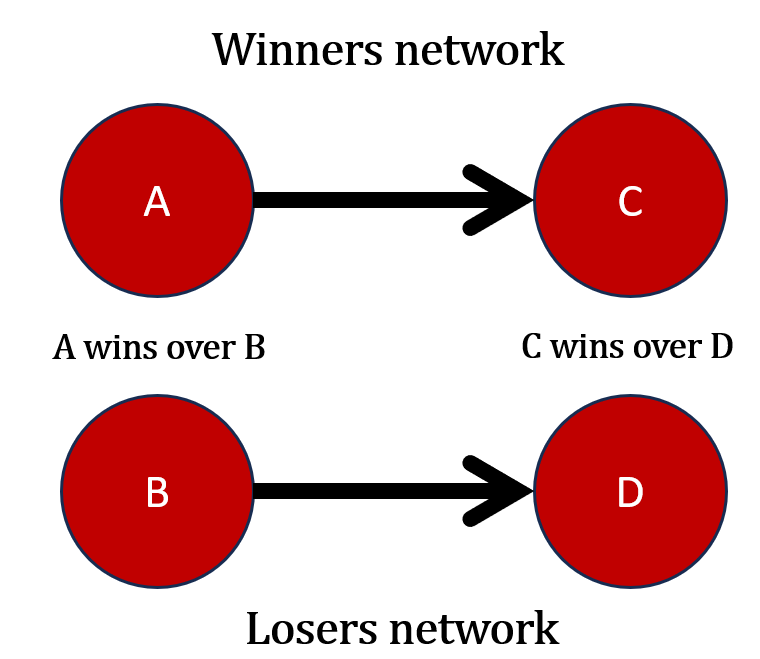 Winners network
A
C
A wins over B
C wins over D
B
D
Losers network